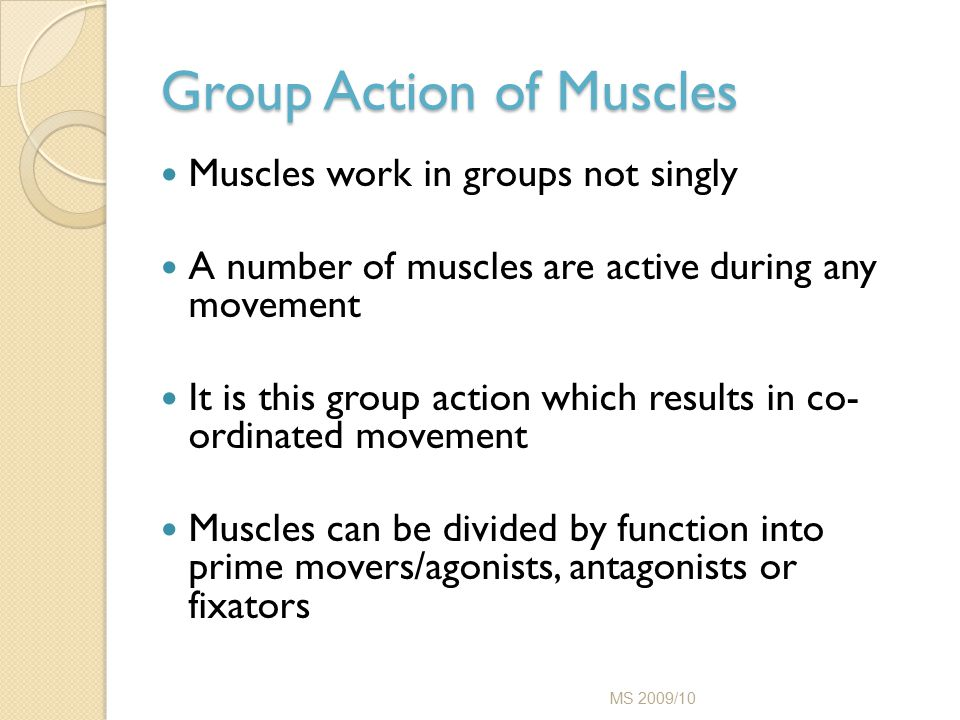 Group Action of Muscles
Muscles work in groups not singly
A number of muscles are active during any
movement
It is this group action which results in co-
ordinated movement
Muscles can be divided by function into
prime movers/agonists, antagonists or
fixators
MS 2009/10